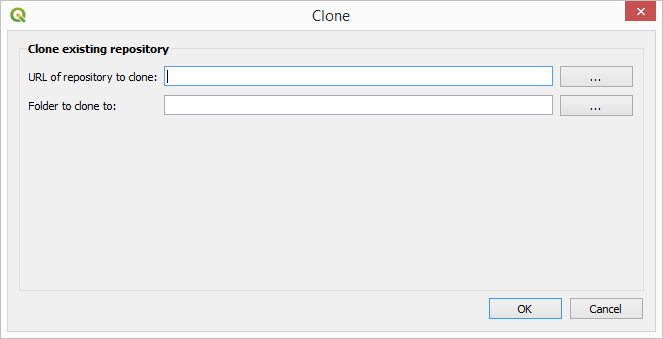 Clone
Clone existing repository
URL of repository to clone:
...
Folder to clone to:
...
OK
Cancel